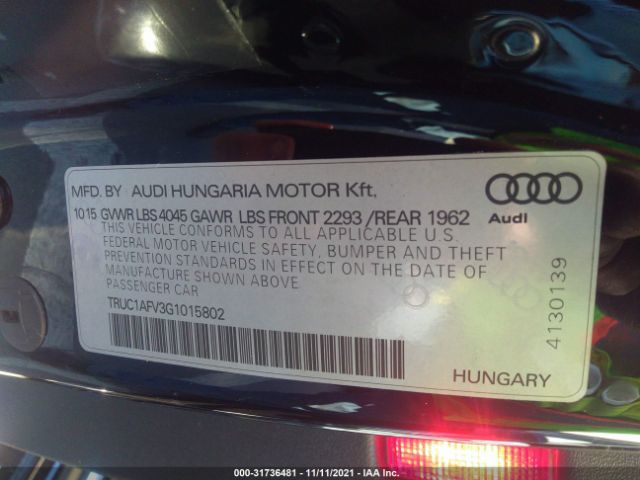 MFD. BY AUDI HUNGARIA MOTOR Kft.
1015 GVWR LBS 4045 GAWR LBS FRONT 2293 /REAR 1962
Audi
THIS VEHICLE CONFORMS TO ALL APPLICABLE U.S.
FEDERAL MOTOR VEHICLE SAFETY, BUMPER AND THEFT
PREVENTION STANDARDS IN EFFECT ON THE DATE OF
MANUFACTURE SHOWN ABOVE
PASSENGER CAR
TRUC1AFV3G1015802
4130139
HUNGARY
000-31736481 - 11/11/2021 - IAA Inc.